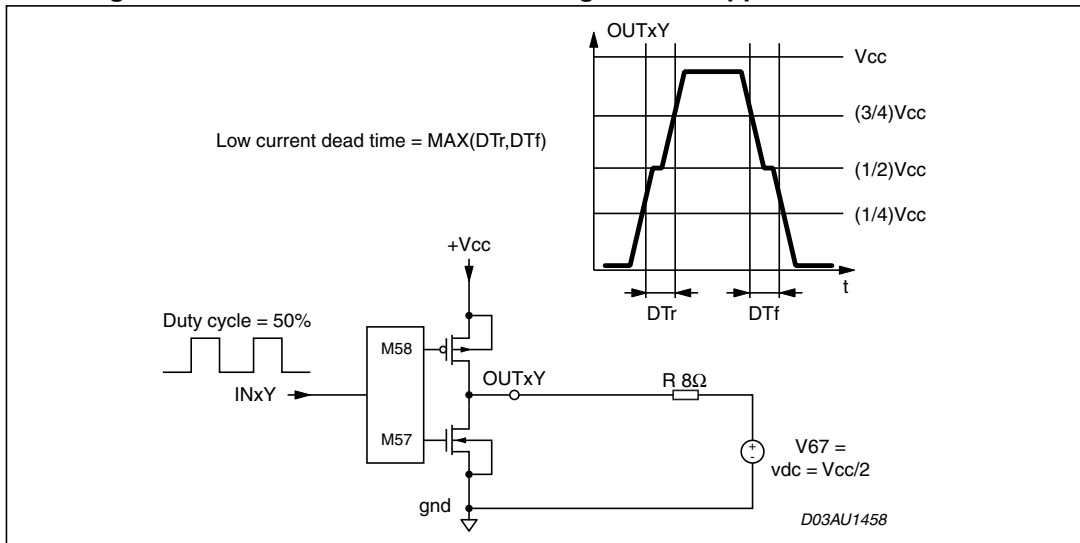 OUTxY
Vcc
(3/4)Vcc
Low current dead time = MAX(DTr,DTf)
(1/2)Vcc
(1/4)Vcc
+Vcc
t
DTr
DTf
Duty cycle = 50%
M58
OUTxY
R 8Ω
INxY
M57
+
-
V67 =
vdc = Vcc/2
gnd
D03AU1458